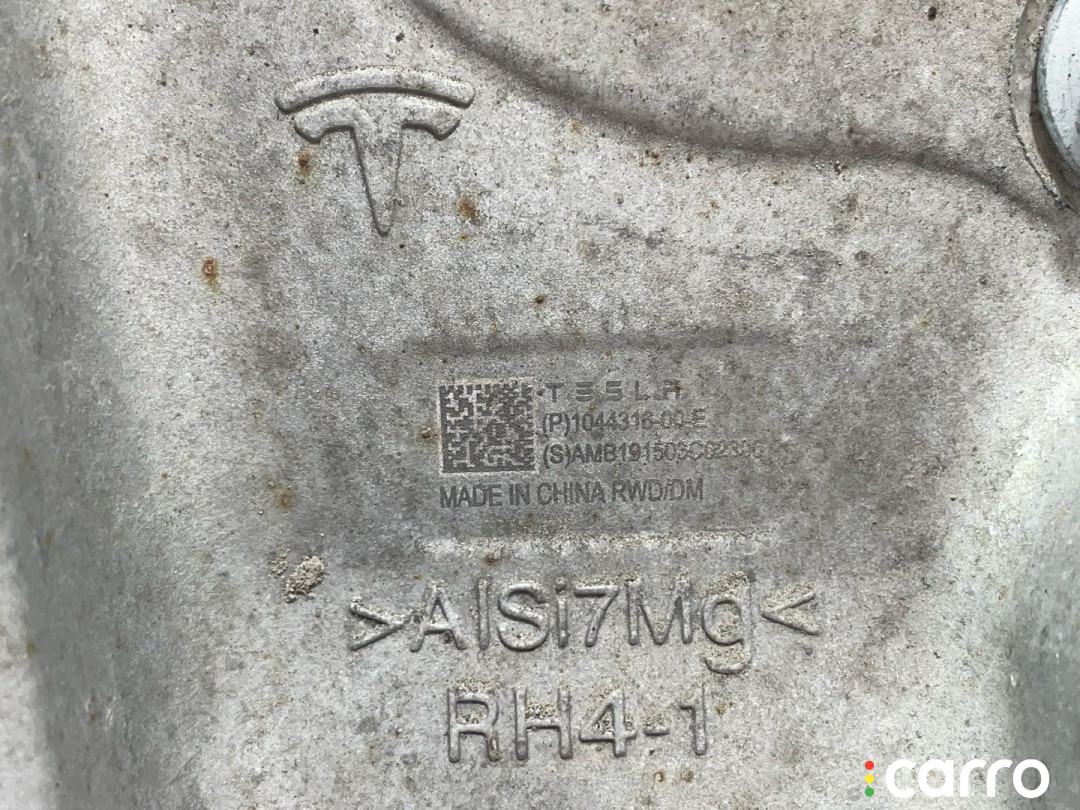 TESLA
(P)1044316-00-E
MADE IN CHINA RWD/DM
>AlSi7Mg<
RH4-1
carro